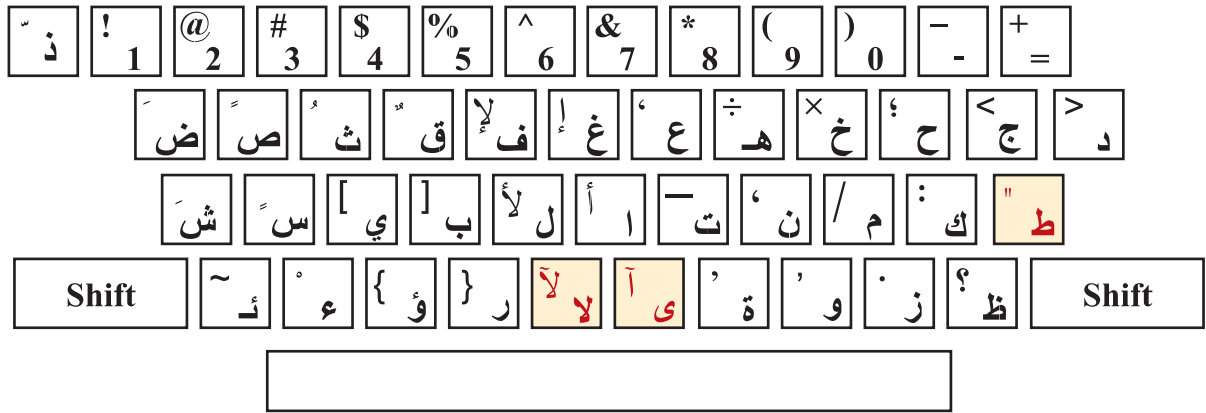 ّ ذ ! 1 @ 2 # 3 $ 4 % 5 ^ 6 & 7 * 8 ( 9 ) 0 – - + =
َ ض ً ص ُ ث ٌ ق لإ ف إ غ ‘ ع ÷ هـ × خ ؛ ح < ج > د
َ ش ً س ] ي [ ب لأ ل أ ا — ت ، ن / م : ك " ط
Shift ~ ئـ ْ ء } ؤ { ر لآ لا آ ى ’ ة , و . ز ؟ ظ Shift